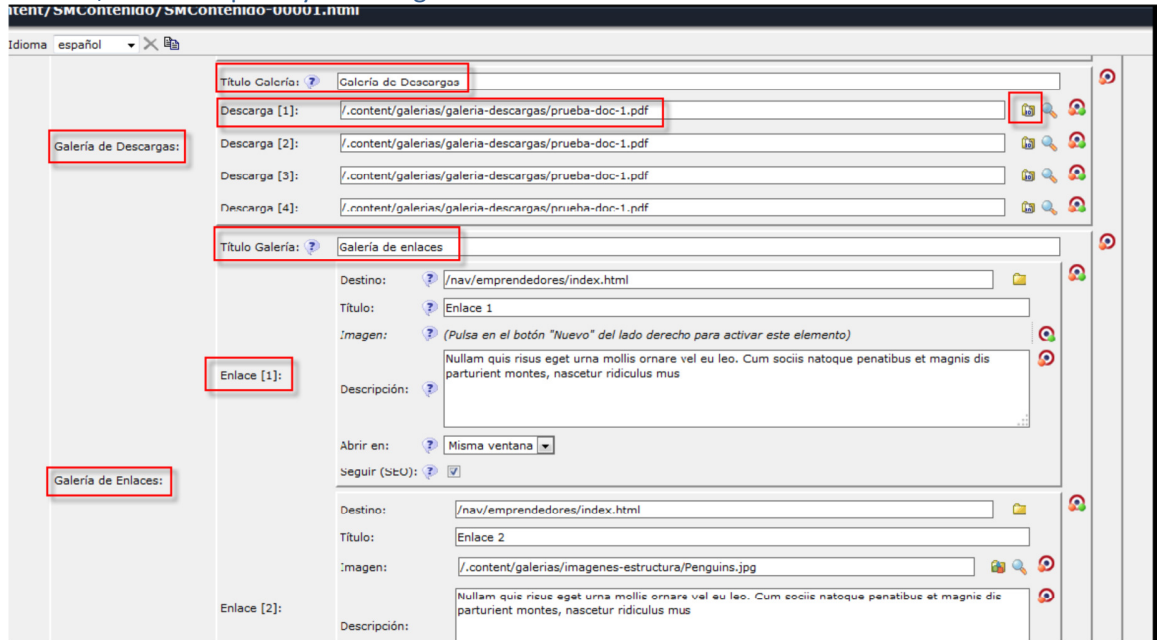 ntent/SMContenido/SMContenido-00001.html
Idioma español
Título Galería: Galería de Descargas
Descarga [1]: /.content/galerias/galeria-descargas/prueba-doc-1.pdf
Galería de Descargas:
Descarga [2]: /.content/galerias/galeria-descargas/prueba-doc-1.pdf
Descarga [3]: /.content/galerias/galeria-descargas/prueba-doc-1.pdf
Descarga [4]: /.content/galerias/galeria-descargas/prueba-doc-1.pdf
Título Galería: Galería de enlaces
Destino: /nav/emprendedores/index.html
Título: Enlace 1
Imagen: (Pulsa en el botón "Nuevo" del lado derecho para activar este elemento)
Enlace [1]:
Descripción: Nullam quis risus eget urna mollis ornare vel eu leo. Cum sociis natoque penatibus et magnis dis
parturient montes, nascetur ridiculus mus
Abrir en: Misma ventana
Seguir (SEO):
Galería de Enlaces:
Destino: /nav/emprendedores/index.html
Título: Enlace 2
Imagen: /.content/galerias/imagenes-estructura/Penguins.jpg
Enlace [2]:
Descripción: Nullam quis risus eget urna mollis ornare vel eu leo. Cum sociis natoque penatibus et magnis dis
parturient montes, nascetur ridiculus mus